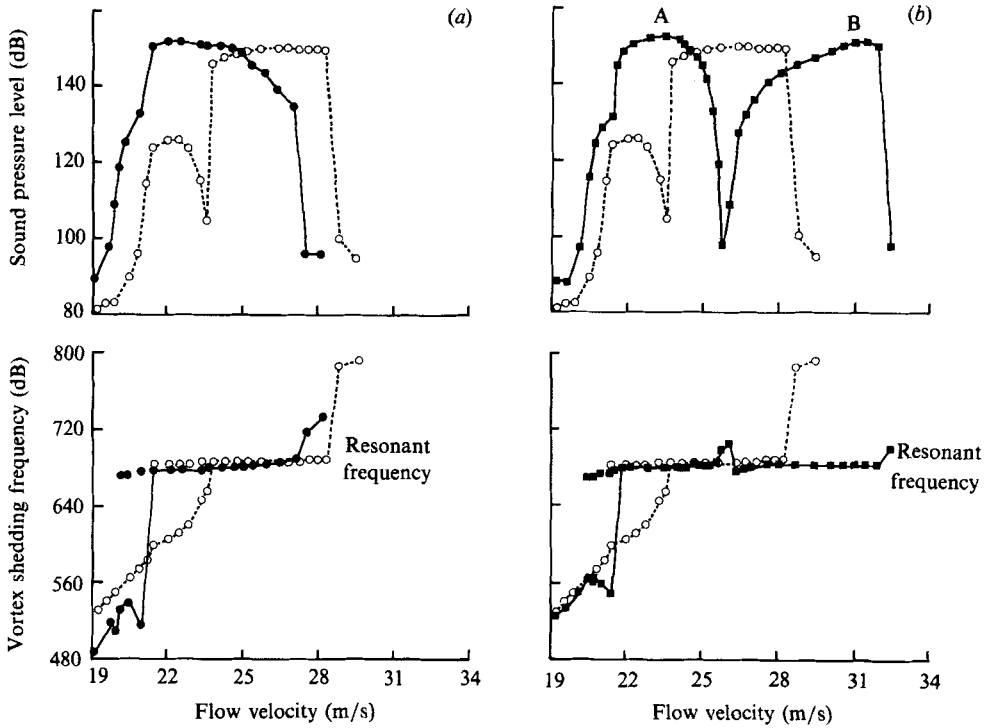 (a)
Sound pressure level (dB)
140
120
100
80
A
B
(b)
Vortex shedding frequency (dB)
800
720
640
560
480
Resonant
frequency
Resonant
frequency
19
22
25
28
31
34
Flow velocity (m/s)
19
22
25
28
31
34
Flow velocity (m/s)